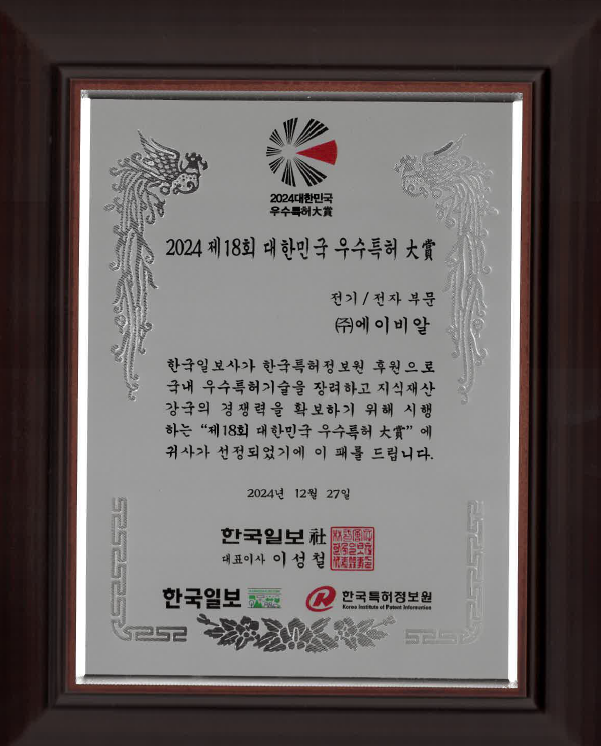 2024대한민국
우수특허大賞
2024 제18회 대한민국 우수특허 大賞
전기/전자 부문
㈜에이비알
한국일보사가 한국특허정보원 후원으로
국내 우수특허기술을 장려하고 지식재산
강국의 경쟁력을 확보하기 위해 시행
하는 “제18회 대한민국 우수특허 大賞” 에
귀사가 선정되었기에 이 패를 드립니다.
2024년 12월 27일
한국일보 社
대표이사 이성철
한국일보
한국특허정보원
Korea Institute of Patent Information